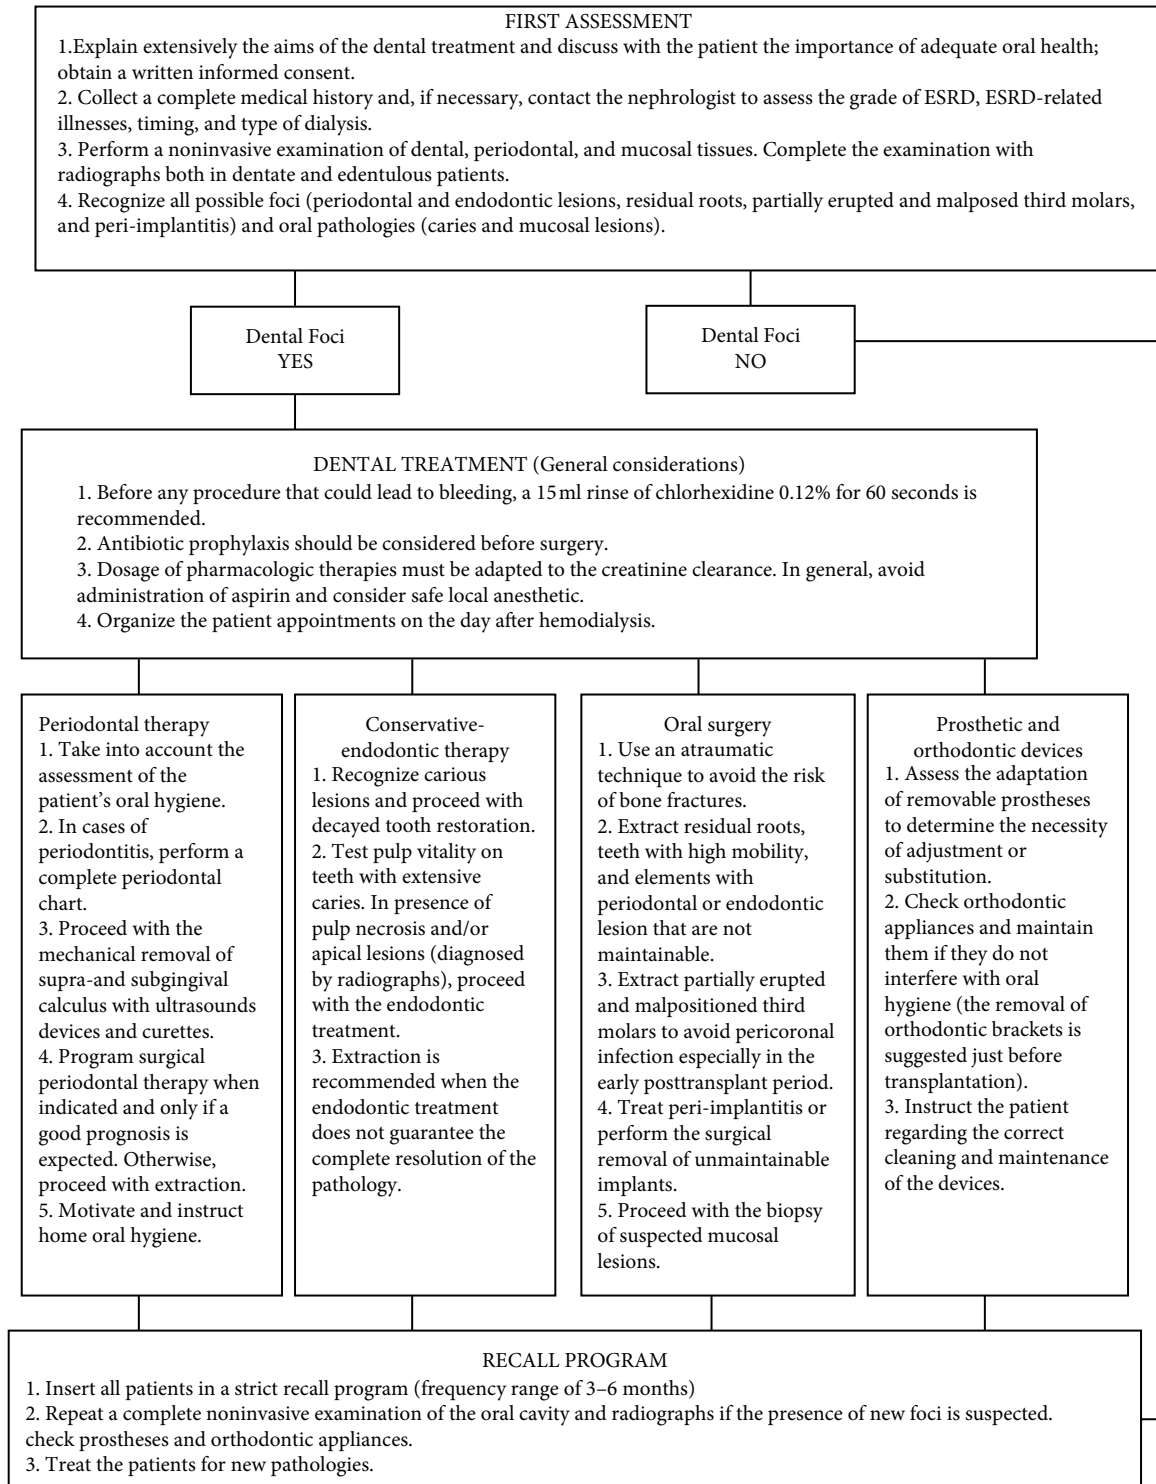 FIRST ASSESSMENT
1.Explain extensively the aims of the dental treatment and discuss with the patient the importance of adequate oral health;
obtain a written informed consent.
2. Collect a complete medical history and, if necessary, contact the nephrologist to assess the grade of ESRD, ESRD-related
illnesses, timing, and type of dialysis.
3. Perform a noninvasive examination of dental, periodontal, and mucosal tissues. Complete the examination with
radiographs both in dentate and edentulous patients.
4. Recognize all possible foci (periodontal and endodontic lesions, residual roots, partially erupted and malposed third molars,
and peri-implantitis) and oral pathologies (caries and mucosal lesions).
Dental Foci
YES
Dental Foci
NO
DENTAL TREATMENT (General considerations)
1. Before any procedure that could lead to bleeding, a 15 ml rinse of chlorhexidine 0.12% for 60 seconds is
recommended.
2. Antibiotic prophylaxis should be considered before surgery.
3. Dosage of pharmacologic therapies must be adapted to the creatinine clearance. In general, avoid
administration of aspirin and consider safe local anesthetic.
4. Organize the patient appointments on the day after hemodialysis.
Periodontal therapy
1. Take into account the
assessment of the
patient's oral hygiene.
2. In cases of
periodontitis, perform a
complete periodontal
chart.
3. Proceed with the
mechanical removal of
supra-and subgingival
calculus with ultrasounds
devices and curettes.
4. Program surgical
periodontal therapy when
indicated and only if a
good prognosis is
expected. Otherwise,
proceed with extraction.
5. Motivate and instruct
home oral hygiene.
Conservative-
endodontic therapy
1. Recognize carious
lesions and proceed with
decayed tooth restoration.
2. Test pulp vitality on
teeth with extensive
caries. In presence of
pulp necrosis and/or
apical lesions (diagnosed
by radiographs), proceed
with the endodontic
treatment.
3. Extraction is
recommended when the
endodontic treatment
does not guarantee the
complete resolution of the
pathology.
Oral surgery
1. Use an atraumatic
technique to avoid the risk
of bone fractures.
2. Extract residual roots,
teeth with high mobility,
and elements with
periodontal or endodontic
lesion that are not
maintainable.
3. Extract partially erupted
and malpositioned third
molars to avoid pericoronal
infection especially in the
early posttransplant period.
4. Treat peri-implantitis or
perform the surgical
removal of unmaintainable
implants.
5. Proceed with the biopsy
of suspected mucosal
lesions.
Prosthetic and
orthodontic devices
1. Assess the adaptation
of removable prostheses
to determine the necessity
of adjustment or
substitution.
2. Check orthodontic
appliances and maintain
them if they do not
interfere with oral
hygiene (the removal of
orthodontic brackets is
suggested just before
transplantation).
3. Instruct the patient
regarding the correct
cleaning and maintenance
of the devices.
RECALL PROGRAM
1. Insert all patients in a strict recall program (frequency range of 3–6 months)
2. Repeat a complete noninvasive examination of the oral cavity and radiographs if the presence of new foci is suspected.
check prostheses and orthodontic appliances.
3. Treat the patients for new pathologies.